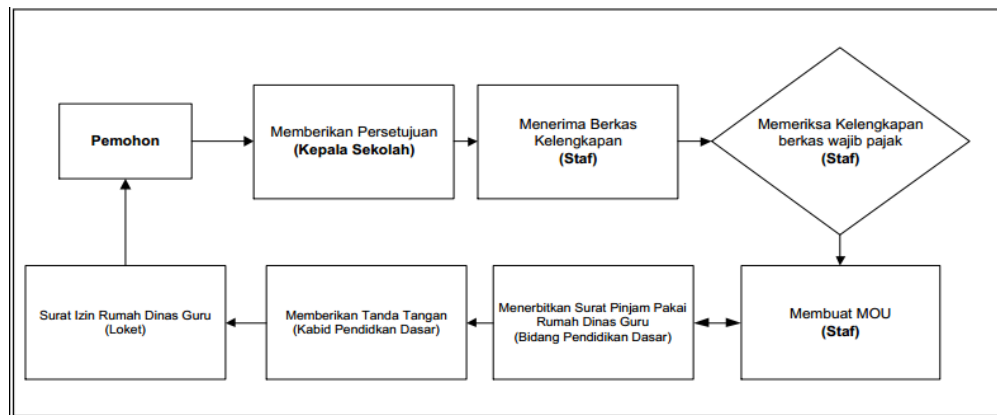 Pemohon
Memberikan Persetujuan
(Kepala Sekolah)
Menerima Berkas
Kelengkapan
(Staf)
Memeriksa Kelengkapan
berkas wajib pajak
(Staf)
Membuat MOU
(Staf)
Menerbitkan Surat Pinjam Pakai
Rumah Dinas Guru
(Bidang Pendidikan Dasar)
Memberikan Tanda Tangan
(Kabid Pendidkan Dasar)
Surat Izin Rumah Dinas Guru
(Loket)